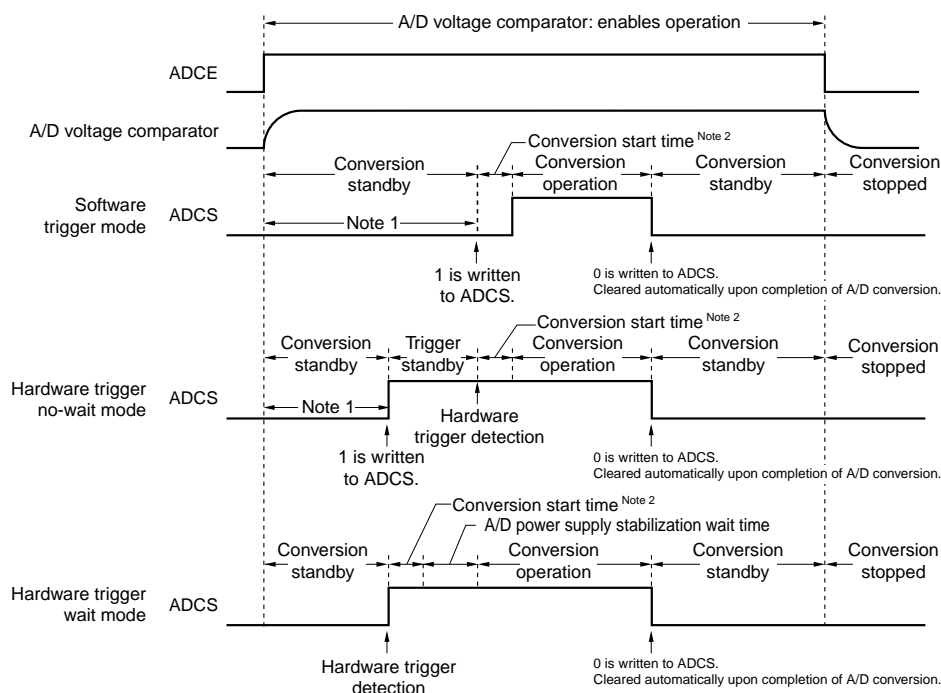 A/D voltage comparator: enables operation
ADCE
A/D voltage comparator
Conversion start time Note 2
Conversion
standby
Conversion
operation
Conversion
standby
Conversion
stopped
Software
trigger mode
ADCS
Note 1
1 is written
to ADCS.
0 is written to ADCS.
Cleared automatically upon completion of A/D conversion.
Conversion start time Note 2
Conversion
standby
Trigger
standby
Conversion
operation
Conversion
standby
Conversion
stopped
Hardware trigger
no-wait mode
ADCS
Note 1
Hardware
trigger detection
1 is written
to ADCS.
0 is written to ADCS.
Cleared automatically upon completion of A/D conversion.
Conversion start time Note 2
A/D power supply stabilization wait time
Conversion
standby
Conversion
operation
Conversion
standby
Conversion
stopped
Hardware trigger
wait mode
ADCS
Hardware trigger
detection
0 is written to ADCS.
Cleared automatically upon completion of A/D conversion.